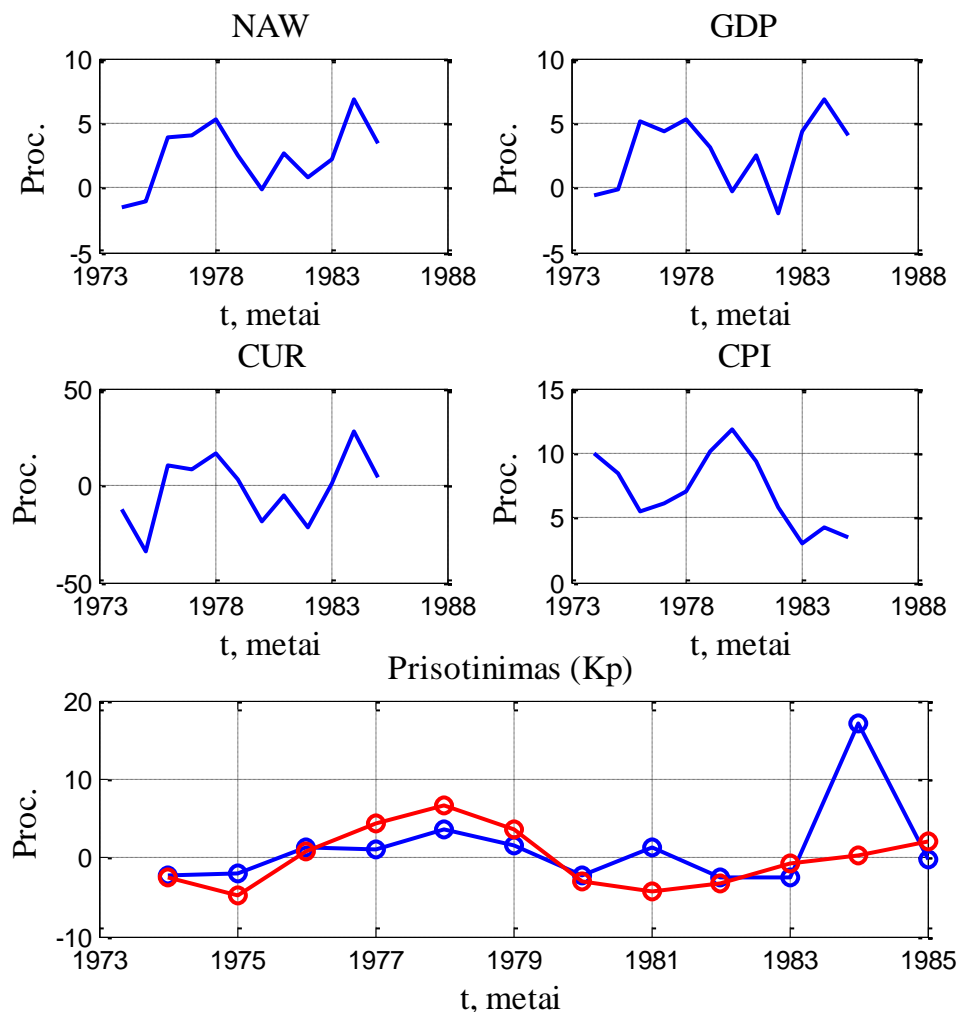 NAW
10
5
0
-5
Proc.
1973 1978 1983 1988
t, metai
GDP
10
5
0
-5
Proc.
1973 1978 1983 1988
t, metai
CUR
50
0
-50
Proc.
1973 1978 1983 1988
t, metai
CPI
15
10
5
0
Proc.
1973 1978 1983 1988
t, metai
Prisotinimas (Kp)
20
10
0
-10
Proc.
1973 1975 1977 1979 1981 1983 1985
t, metai